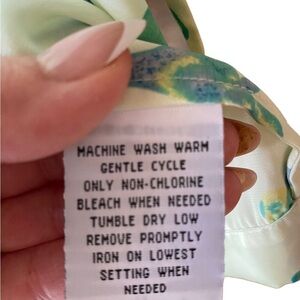 MACHINE WASH WARM
GENTLE CYCLE
ONLY NON-CHLORINE
BLEACH WHEN NEEDED
TUMBLE DRY LOW
REMOVE PROMPTLY
IRON ON LOWEST
SETTING WHEN
NEEDED